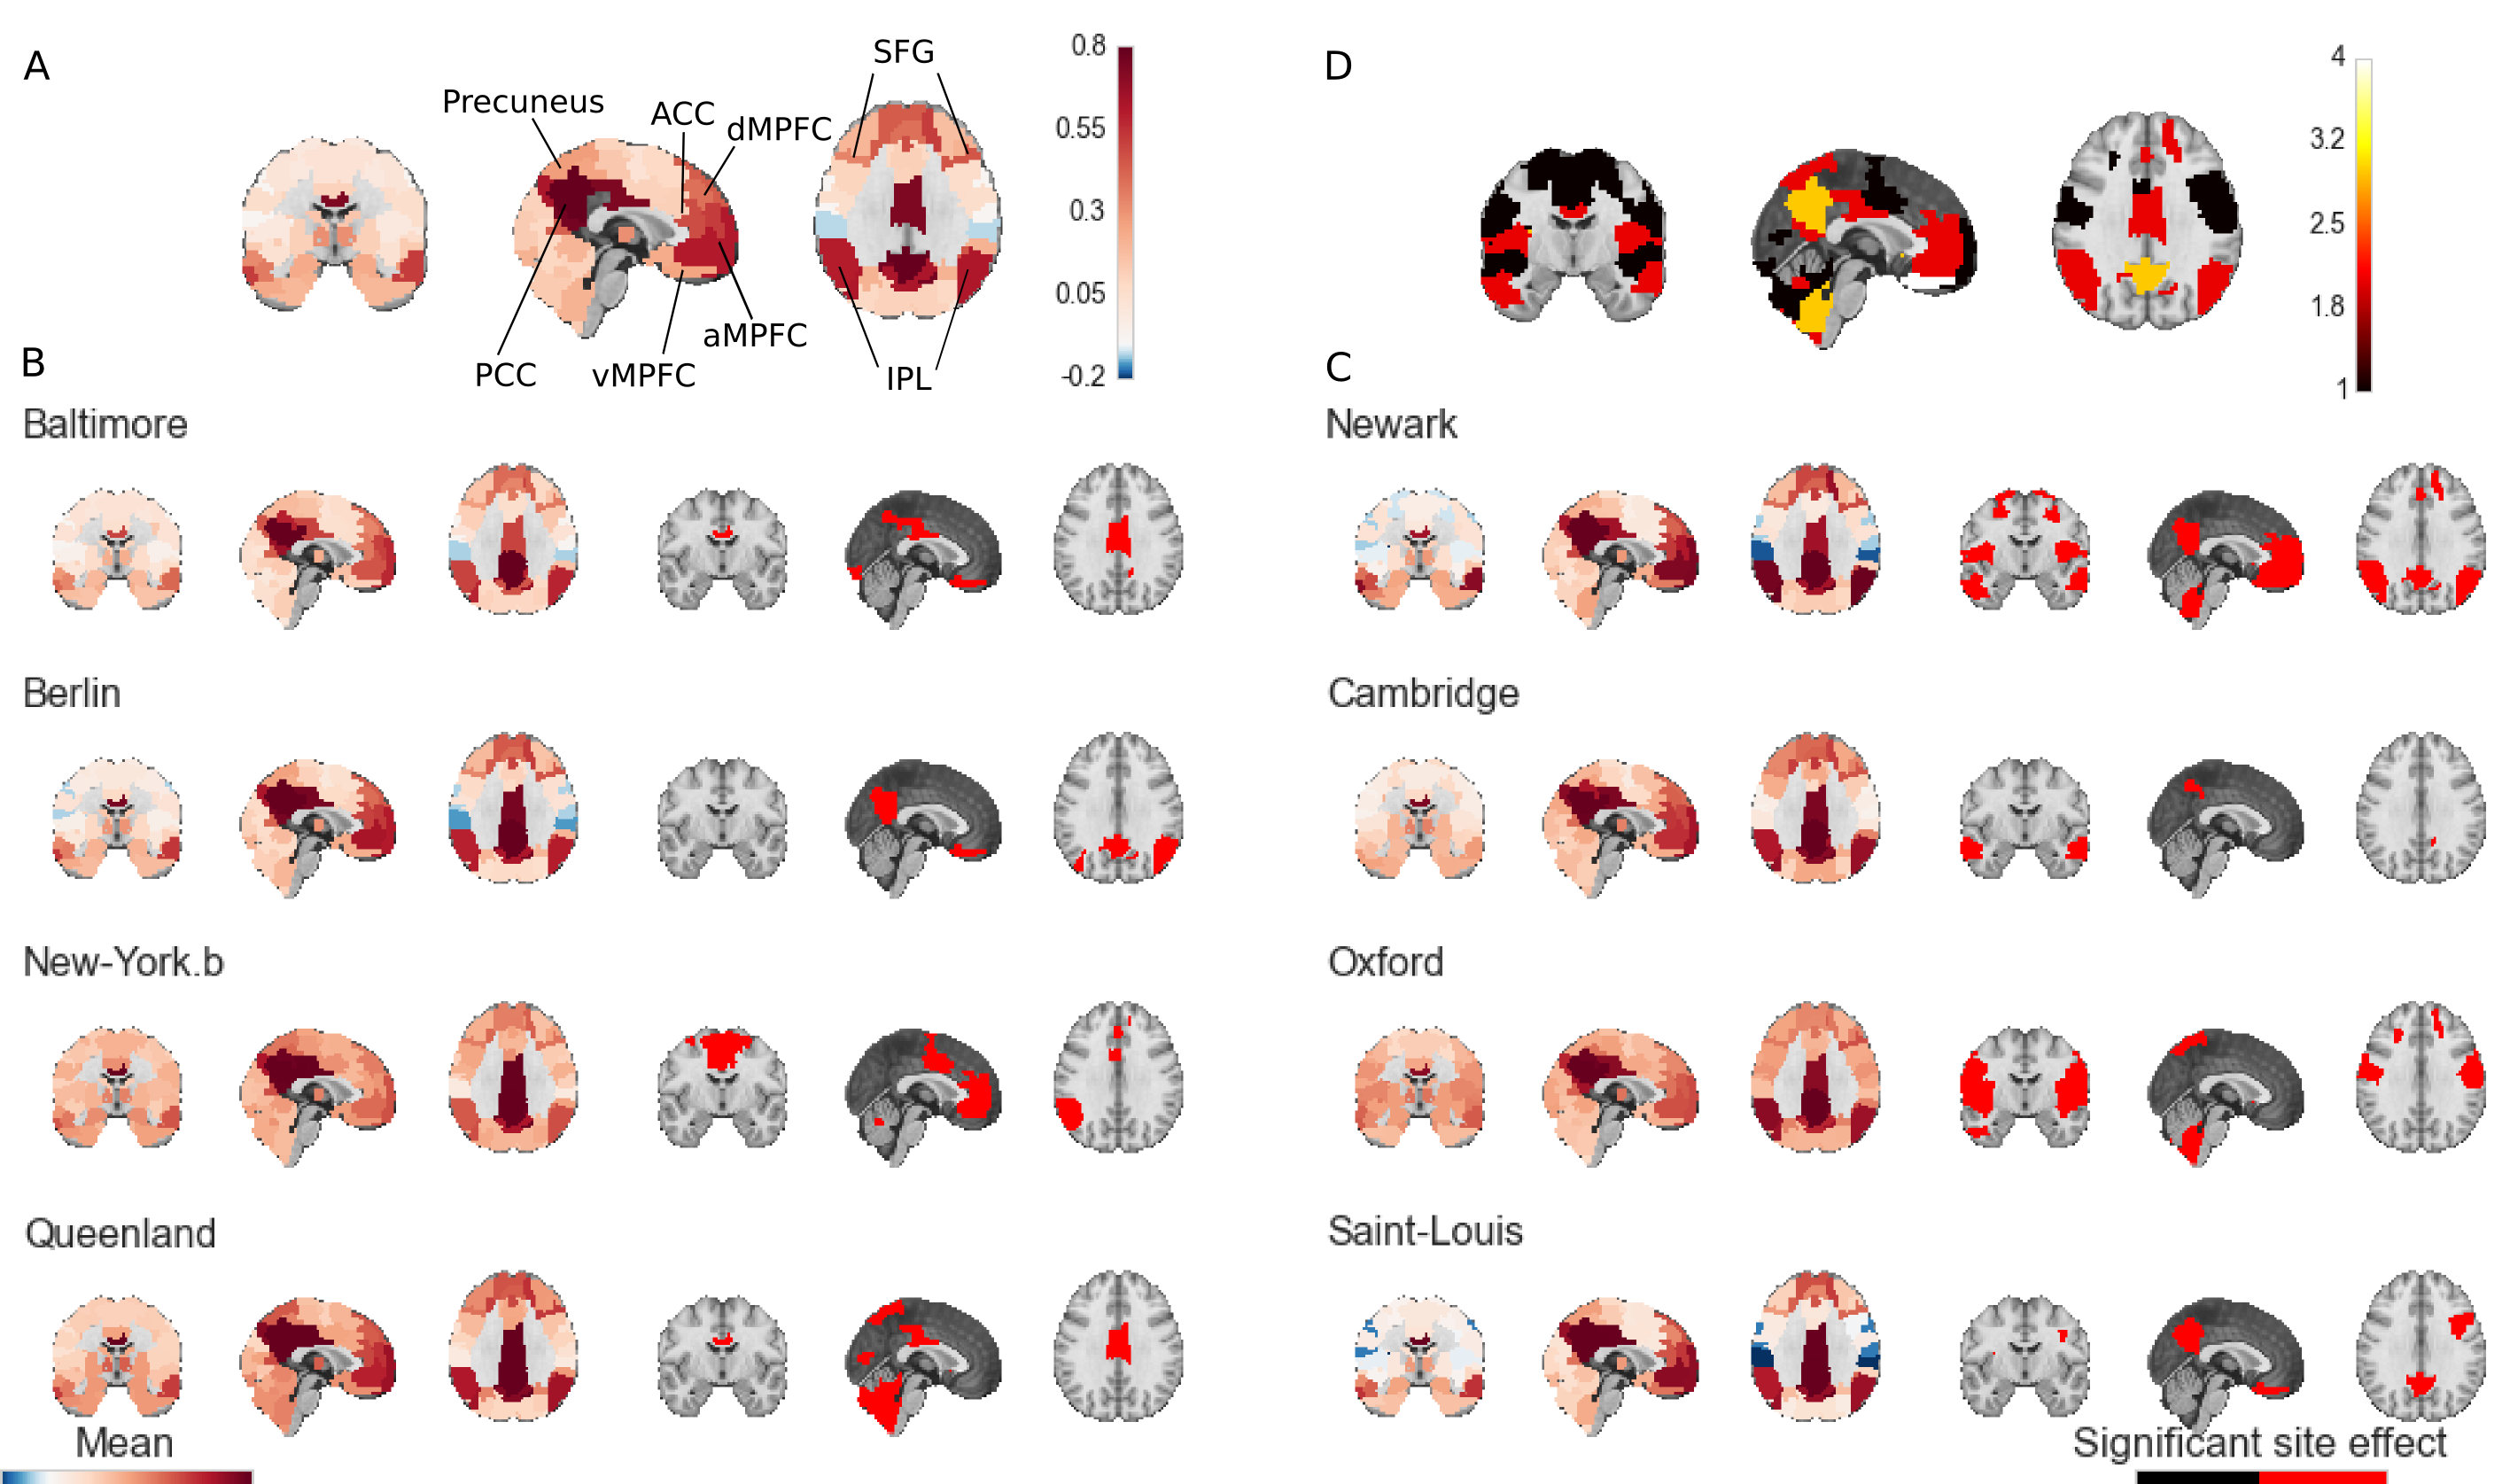 A
Precuneus
ACC
dMPFC
SFG
PCC
vMPFC
aMPFC
IPL
0.8
0.55
0.3
0.05
-0.2
D
4
3.2
2.5
1.8
1
B
C
Baltimore
Newark
Berlin
Cambridge
New-York.b
Oxford
Queenland
Saint-Louis
Mean
Significant site effect